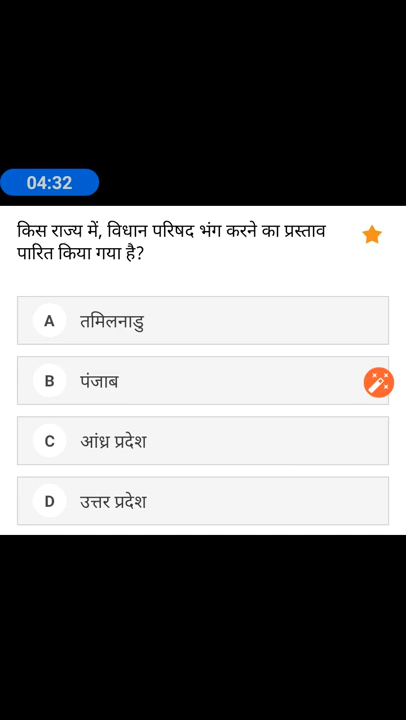 04:32
किस राज्य में, विधान परिषद भंग करने का प्रस्ताव
पारित किया गया है?
A तमिलनाडु
B पंजाब
C आंध्र प्रदेश
D उत्तर प्रदेश